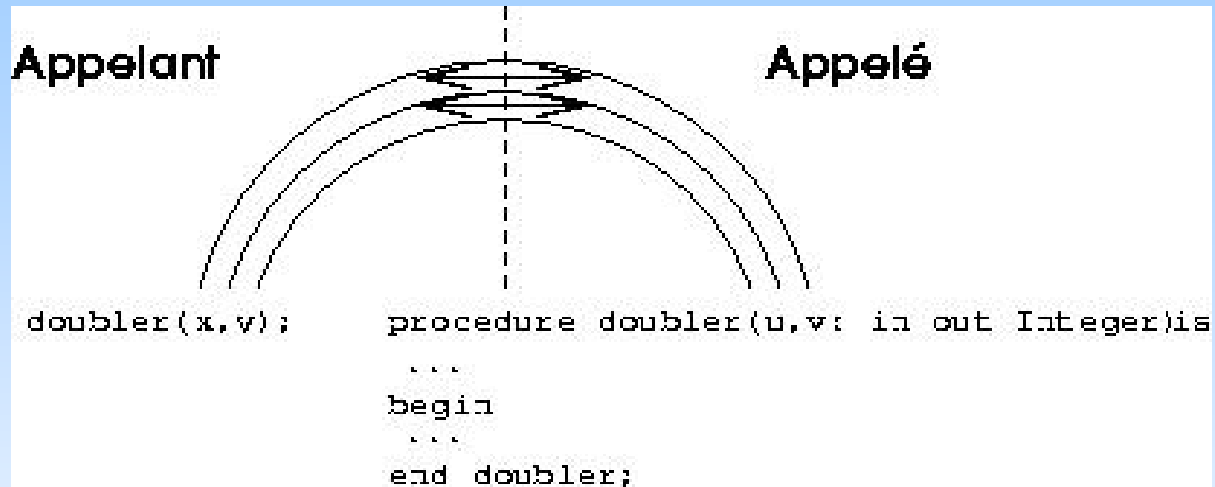 Appelant Appelé
doubler(x,v); procedure doubler(u,v: in out Integer)is
...
begin
...
end doubler;